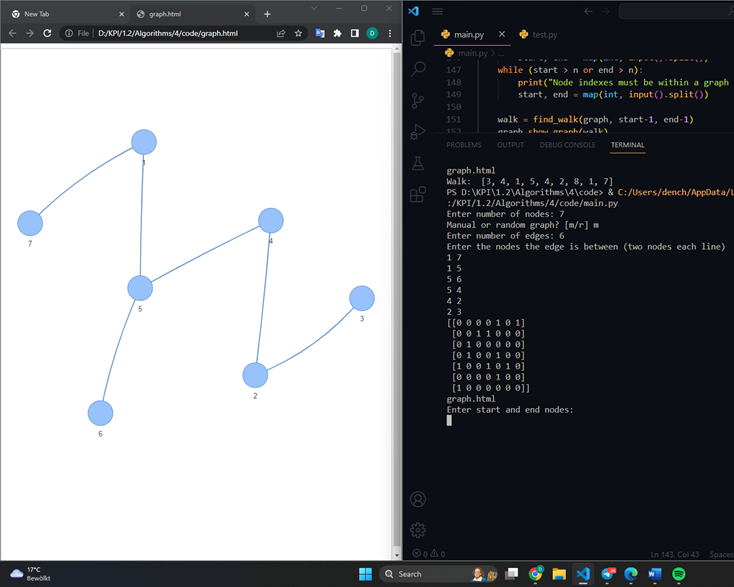 New Tab
graph.html
File
D:/KPI/1.2/Algorithms/4/code/graph.html
D
1
7
4
5
3
2
6
main.py
test.py
main.py > ...
147 while (start > n or end > n):
148 print("Node indexes must be within a graph
149 start, end = map(int, input().split())
150
151 walk = find_walk(graph, start-1, end-1)
152 graph.show_graph(walk)
PROBLEMS OUTPUT DEBUG CONSOLE TERMINAL
graph.html
Walk: [3, 4, 1, 5, 4, 2, 8, 1, 7]
PS D:\KPI\1.2\Algorithms\4\code> & C:/Users/dench/AppData/L
:/KPI/1.2/Algorithms/4/code/main.py
Enter number of nodes: 7
Manual or random graph? [m/r] m
Enter number of edges: 6
Enter the nodes the edge is between (two nodes each line)
1 7
1 5
5 6
5 4
4 2
2 3
[[0 0 0 0 1 0 1]
[0 0 1 1 0 0 0]
[0 1 0 0 0 0 0]
[0 1 0 0 1 0 0]
[1 0 0 1 0 1 0]
[0 0 0 0 1 0 0]
[1 0 0 0 0 0 0]]
graph.html
Enter start and end nodes:
0 0
Ln 143, Col 43 Spaces
17°C
Bewölkt
Search